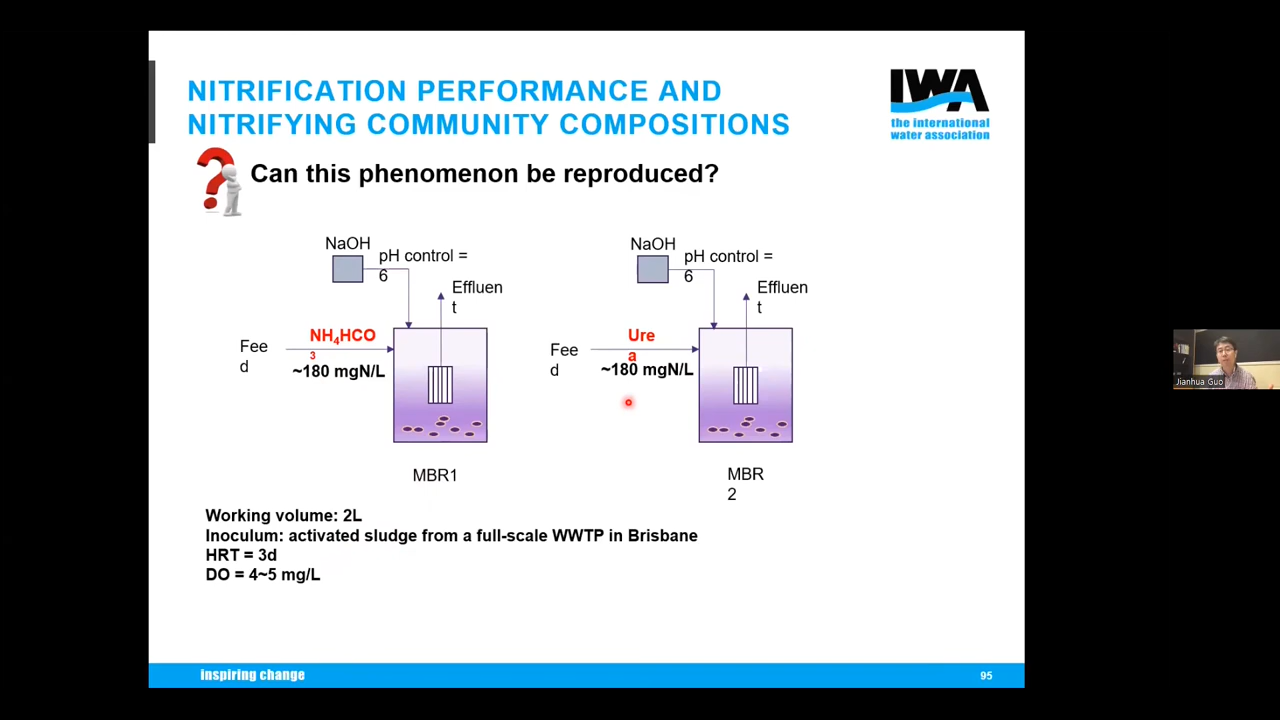 NITRIFICATION PERFORMANCE AND
NITRIFYING COMMUNITY COMPOSITIONS
IWA
the international
water association
Can this phenomenon be reproduced?
NaOH
pH control =
6
Effluen
t
NH4HCO
3
Fee
d
~180 mgN/L
MBR1
NaOH
pH control =
6
Effluen
t
Ure
a
Fee
d
~180 mgN/L
MBR
2
Working volume: 2L
Inoculum: activated sludge from a full-scale WWTP in Brisbane
HRT = 3d
DO = 4~5 mg/L
inspiring change
95
Jianhua Guo